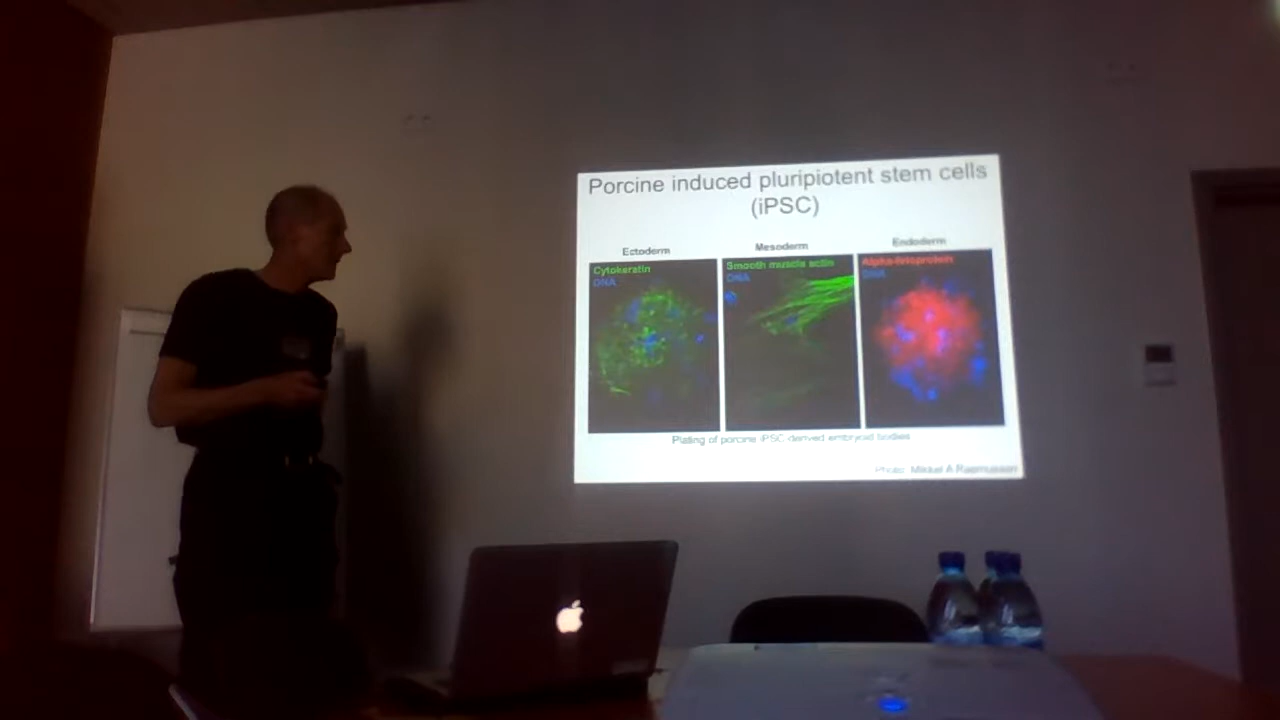 Porcine induced pluripiotent stem cells
(iPSC)
Ectoderm
Mesoderm
Endoderm
Cytokeratin
DNA
Smooth muscle actin
DNA
Alpha-fetoprotein
DNA
Plating of porcine iPSC-derived embryoid bodies
Photo: Mikkel A Rasmussen